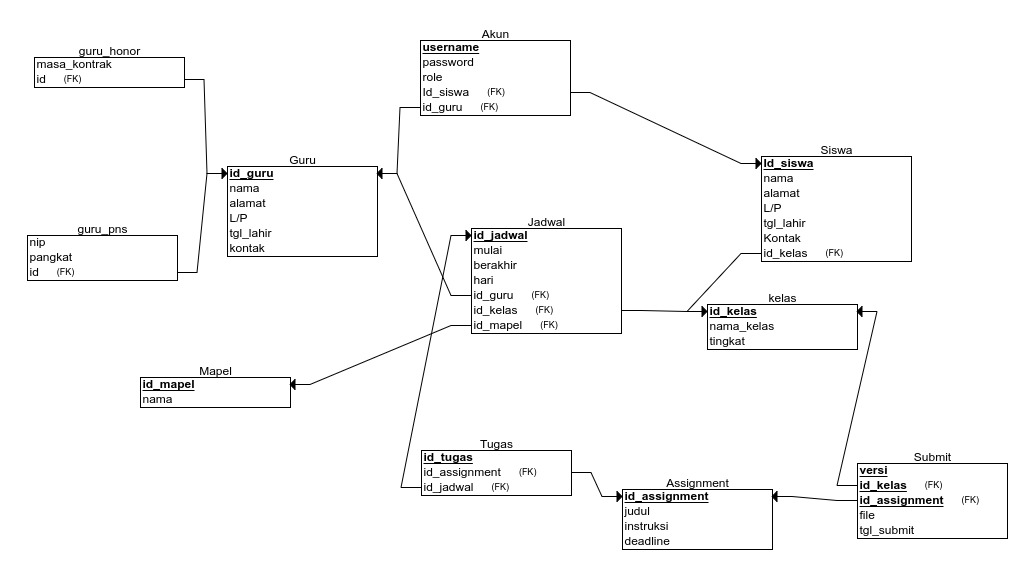 guru_honor
masa_kontrak
id (FK)
Akun
username
password
role
Id_siswa (FK)
id_guru (FK)
Guru
id_guru
nama
alamat
L/P
tgl_lahir
kontak
Siswa
Id_siswa
nama
alamat
L/P
tgl_lahir
Kontak
id_kelas (FK)
guru_pns
nip
pangkat
id (FK)
Jadwal
id_jadwal
mulai
berakhir
hari
id_guru (FK)
id_kelas (FK)
id_mapel (FK)
kelas
id_kelas
nama_kelas
tingkat
Mapel
id_mapel
nama
Tugas
id_tugas
id_assignment (FK)
id_jadwal (FK)
Assignment
id_assignment
judul
instruksi
deadline
Submit
versi
id_kelas (FK)
id_assignment (FK)
file
tgl_submit